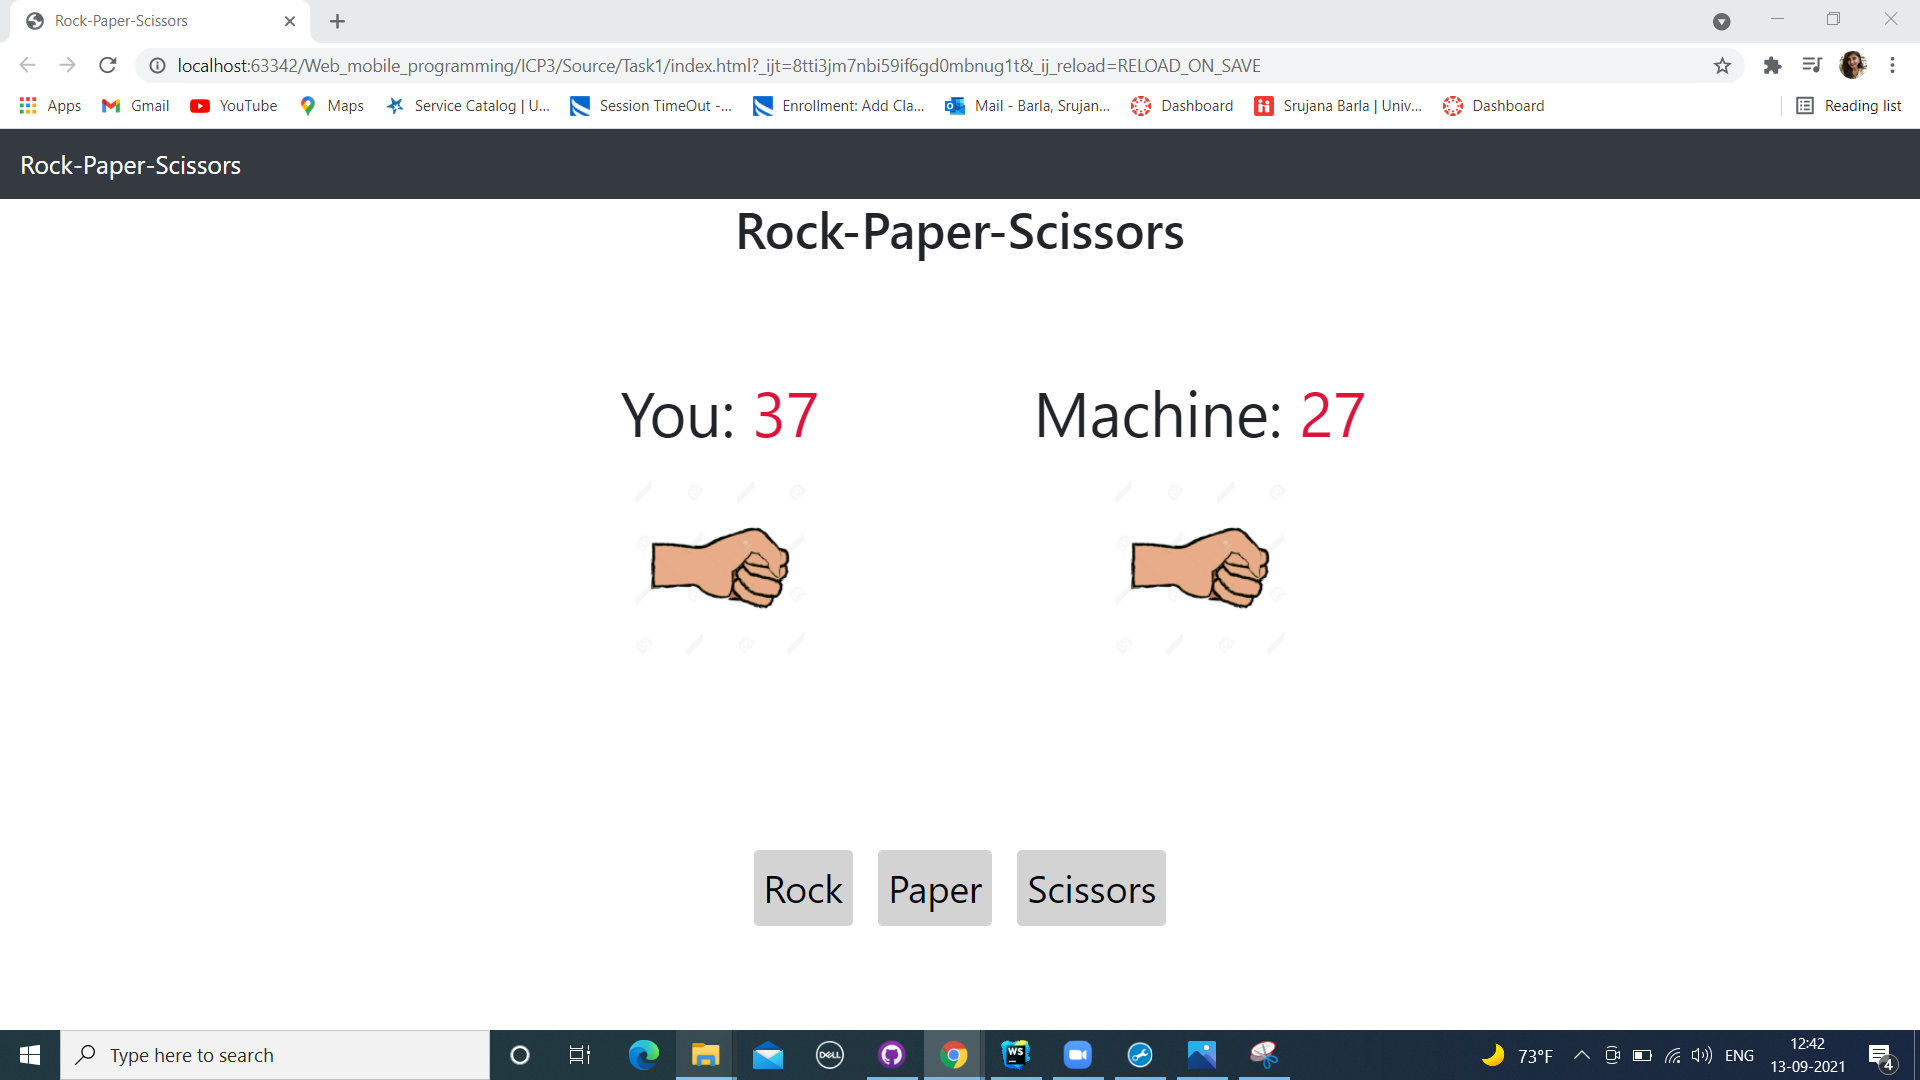 Rock-Paper-Scissors
localhost:63342/Web_mobile_programming/ICP3/Source/Task1/index.html?_ijt=8tti3jm7nbi59if6gd0mbnug1t&_ij_reload=RELOAD_ON_SAVE
Apps Gmail YouTube Maps Service Catalog | U... Session TimeOut -... Enrollment: Add Cla... Mail - Barla, Srujan... Dashboard Srujana Barla | Univ... Dashboard Reading list
Rock-Paper-Scissors
Rock-Paper-Scissors
You: 37 Machine: 27
Rock Paper Scissors
Type here to search DELL WS 73°F ENG 12:42
13-09-2021 4